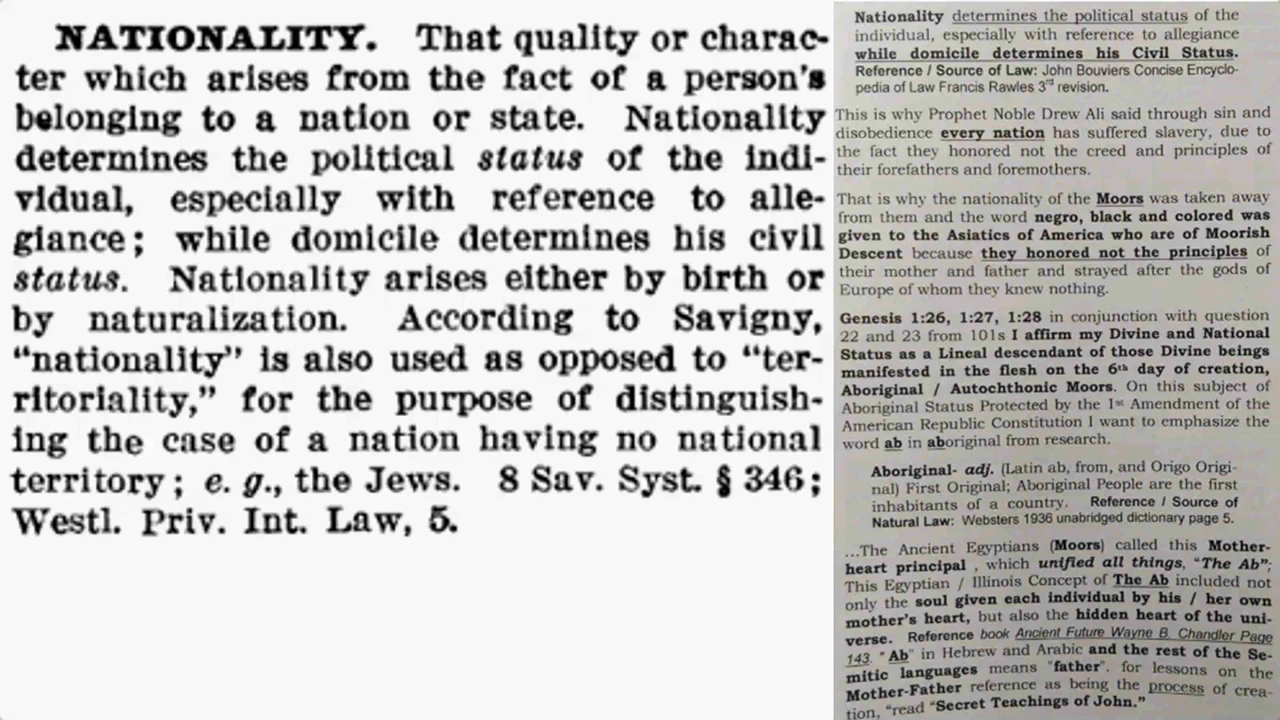 NATIONALITY. That quality or charac-
ter which arises from the fact of a person's
belonging to a nation or state. Nationality
determines the political status of the indi-
vidual, especially with reference to alle-
giance; while domicile determines his civil
status. Nationality arises either by birth or
by naturalization. According to Savigny,
"nationality" is also used as opposed to "ter-
ritoriality," for the purpose of distinguish-
ing the case of a nation having no national
territory; e. g., the Jews. 8 Sav. Syst. § 346;
Westl. Priv. Int. Law, 5.
Nationality determines the political status of the
individual, especially with reference to allegiance
while domicile determines his Civil Status.
Reference / Source of Law: John Bouviers Concise Encyclo-
pedia of Law Francis Rawles 3rd revision.
This is why Prophet Noble Drew Ali said through sin and
disobedience every nation has suffered slavery, due to
the fact they honored not the creed and principles of
their forefathers and foremothers.
That is why the nationality of the Moors was taken away
from them and the word negro, black and colored was
given to the Asiatics of America who are of Moorish
Descent because they honored not the principles of
their mother and father and strayed after the gods of
Europe of whom they knew nothing.
Genesis 1:26, 1:27, 1:28 in conjunction with question
22 and 23 from 101s I affirm my Divine and National
Status as a Lineal descendant of those Divine beings
manifested in the flesh on the 6th day of creation,
Aboriginal / Autochthonic Moors. On this subject of
Aboriginal Status Protected by the 1st Amendment of the
American Republic Constitution I want to emphasize the
word ab in aboriginal from research.
Aboriginal- adj. (Latin ab, from, and Origo Origi-
nal) First Original; Aboriginal People are the first
inhabitants of a country. Reference / Source of
Natural Law: Websters 1936 unabridged dictionary page 5.
...The Ancient Egyptians (Moors) called this Mother-
heart principal , which unified all things, "The Ab";
This Egyptian / Illinois Concept of The Ab included not
only the soul given each individual by his / her own
mother's heart, but also the hidden heart of the uni-
verse. Reference book Ancient Future Wayne B. Chandler Page
143. "Ab" in Hebrew and Arabic and the rest of the Se-
mitic languages means "father". for lessons on the
Mother-Father reference as being the process of crea-
tion, "read "Secret Teachings of John."